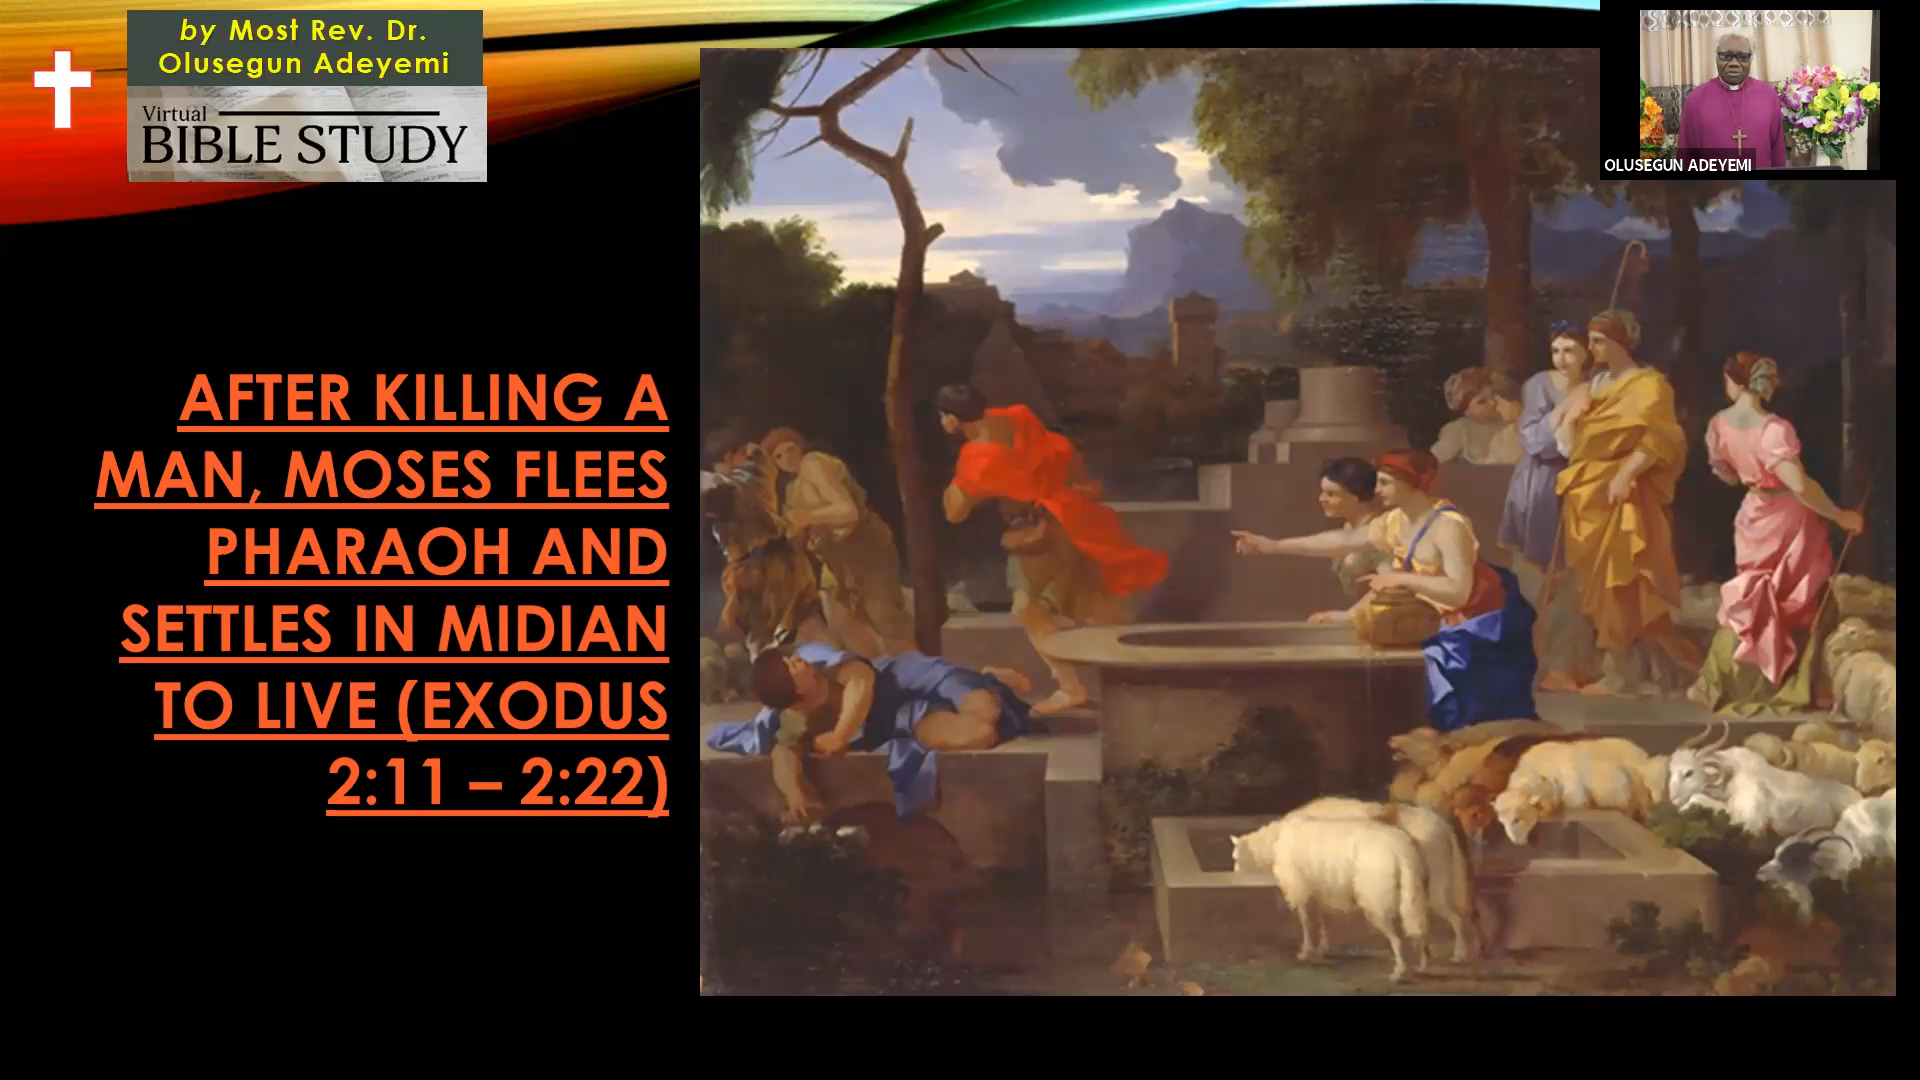 by Most Rev. Dr.
Olusegun Adeyemi
Virtual
BIBLE STUDY
OLUSEGUN ADEYEMI
AFTER KILLING A
MAN, MOSES FLEES
PHARAOH AND
SETTLES IN MIDIAN
TO LIVE (EXODUS
2:11 – 2:22)